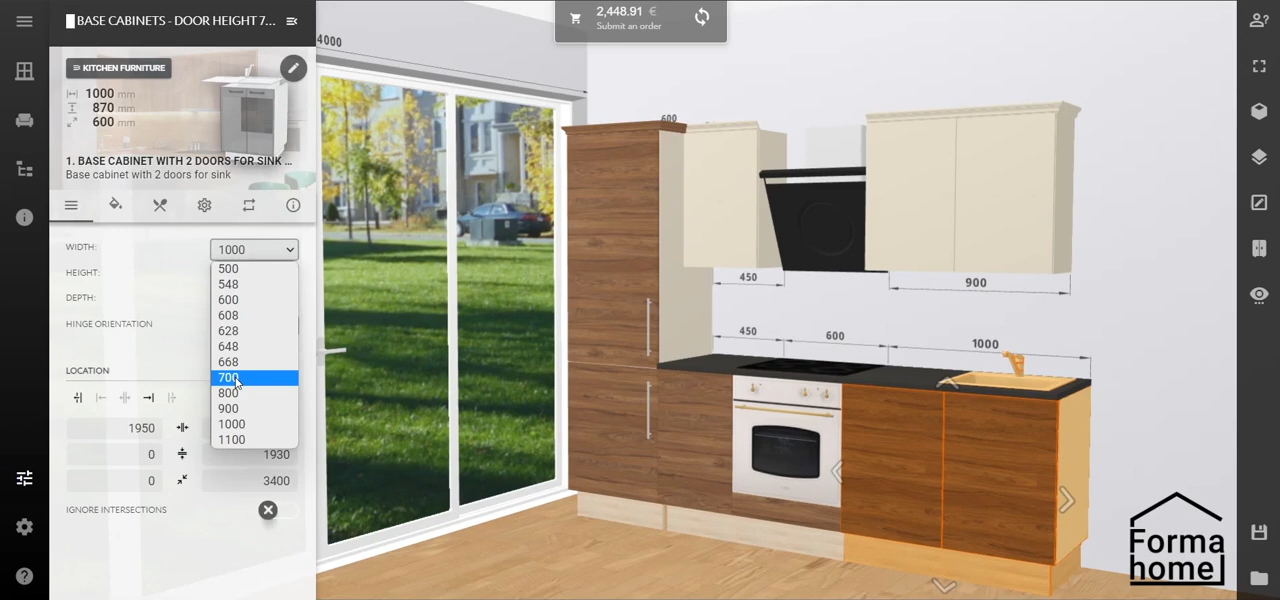 BASE CABINETS - DOOR HEIGHT 7...
2,448.91 €
Submit an order
KITCHEN FURNITURE
1000 mm
870 mm
600 mm
1. BASE CABINET WITH 2 DOORS FOR SINK ...
Base cabinet with 2 doors for sink
WIDTH:
1000
HEIGHT:
DEPTH:
HINGE ORIENTATION
500
548
600
608
628
646
668
700
800
900
1000
1100
LOCATION
1950
0
1930
0
3400
IGNORE INTERSECTIONS
4000
600
450
900
450
600
1000
Forma
home